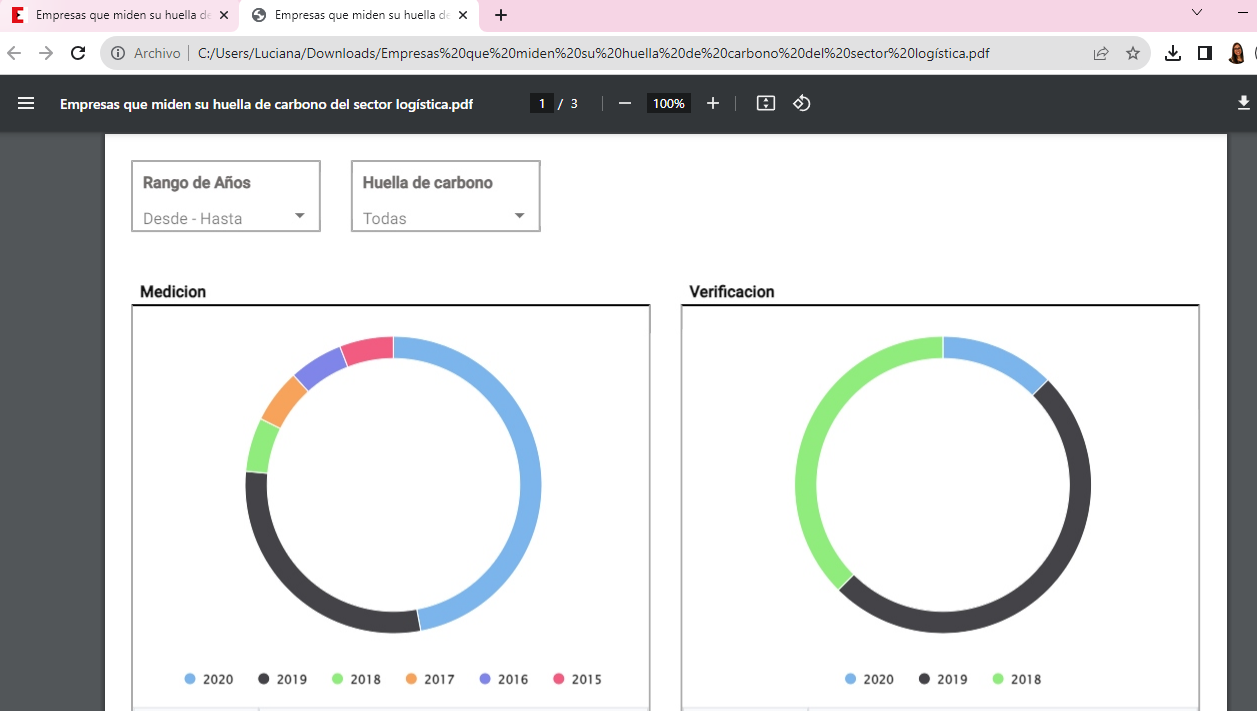 Empresas que miden su huella de
Empresas que miden su huella de
Archivo
C:/Users/Luciana/Downloads/Empresas%20que%20miden%20su%20huella%20de%20carbono%20del%20sector%20logística.pdf
Empresas que miden su huella de carbono del sector logística.pdf
1 / 3
100%
Rango de Años
Desde - Hasta
Huella de carbono
Todas
Medicion
2020 2019 2018 2017 2016 2015
Verificacion
2020 2019 2018